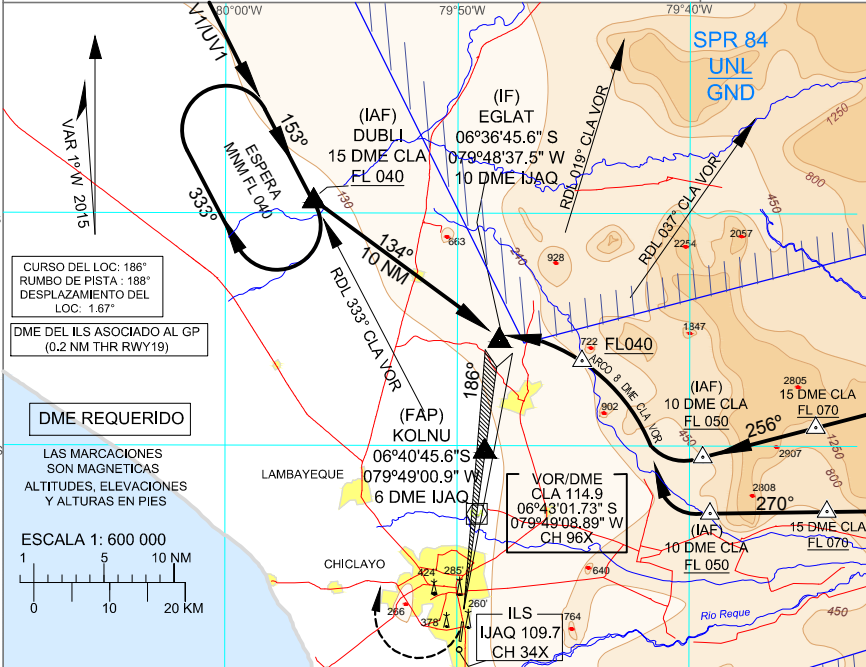 80°00'W
79°50'W
79°40'W
V1/UV1
SPR 84
UNL
GND
VAR 1º W 2015
153º
ESPERA
MNM FL 040
333º
(IAF)
DUBLI
15 DME CLA
FL 040
(IF)
EGLAT
06°36'45.6" S
079°48'37.5" W
10 DME IJAQ
RDL 019° CLA VOR
RDL 037° CLA VOR
1250
800
450
130
663
240
928
2254
2057
134º
10 NM
RDL 333° CLA VOR
CURSO DEL LOC: 186°
RUMBO DE PISTA : 188°
DESPLAZAMIENTO DEL
LOC: 1.67°
DME DEL ILS ASOCIADO AL GP
(0.2 NM THR RWY19)
186º
722
FL040
1847
ARCO 8 DME CLA VOR
902
(IAF)
10 DME CLA
FL 050
2805
15 DME CLA
FL 070
256º
450
2907
1250
800
2808
270°
(IAF)
10 DME CLA
FL 050
15 DME CLA
FL 070
DME REQUERIDO
LAS MARCACIONES
SON MAGNETICAS
ALTITUDES, ELEVACIONES
Y ALTURAS EN PIES
(FAP)
KOLNU
06°40'45.6"S
079°49'00.9" W
6 DME IJAQ
LAMBAYEQUE
VOR/DME
CLA 114.9
06°43'01.73" S
079°49'08.89" W
CH 96X
ESCALA 1: 600 000
1 5 10 NM
0 10 20 KM
CHICLAYO
424'
285'
266
378'
260'
640
764
ILS
IJAQ 109.7
CH 34X
Rio Reque
450